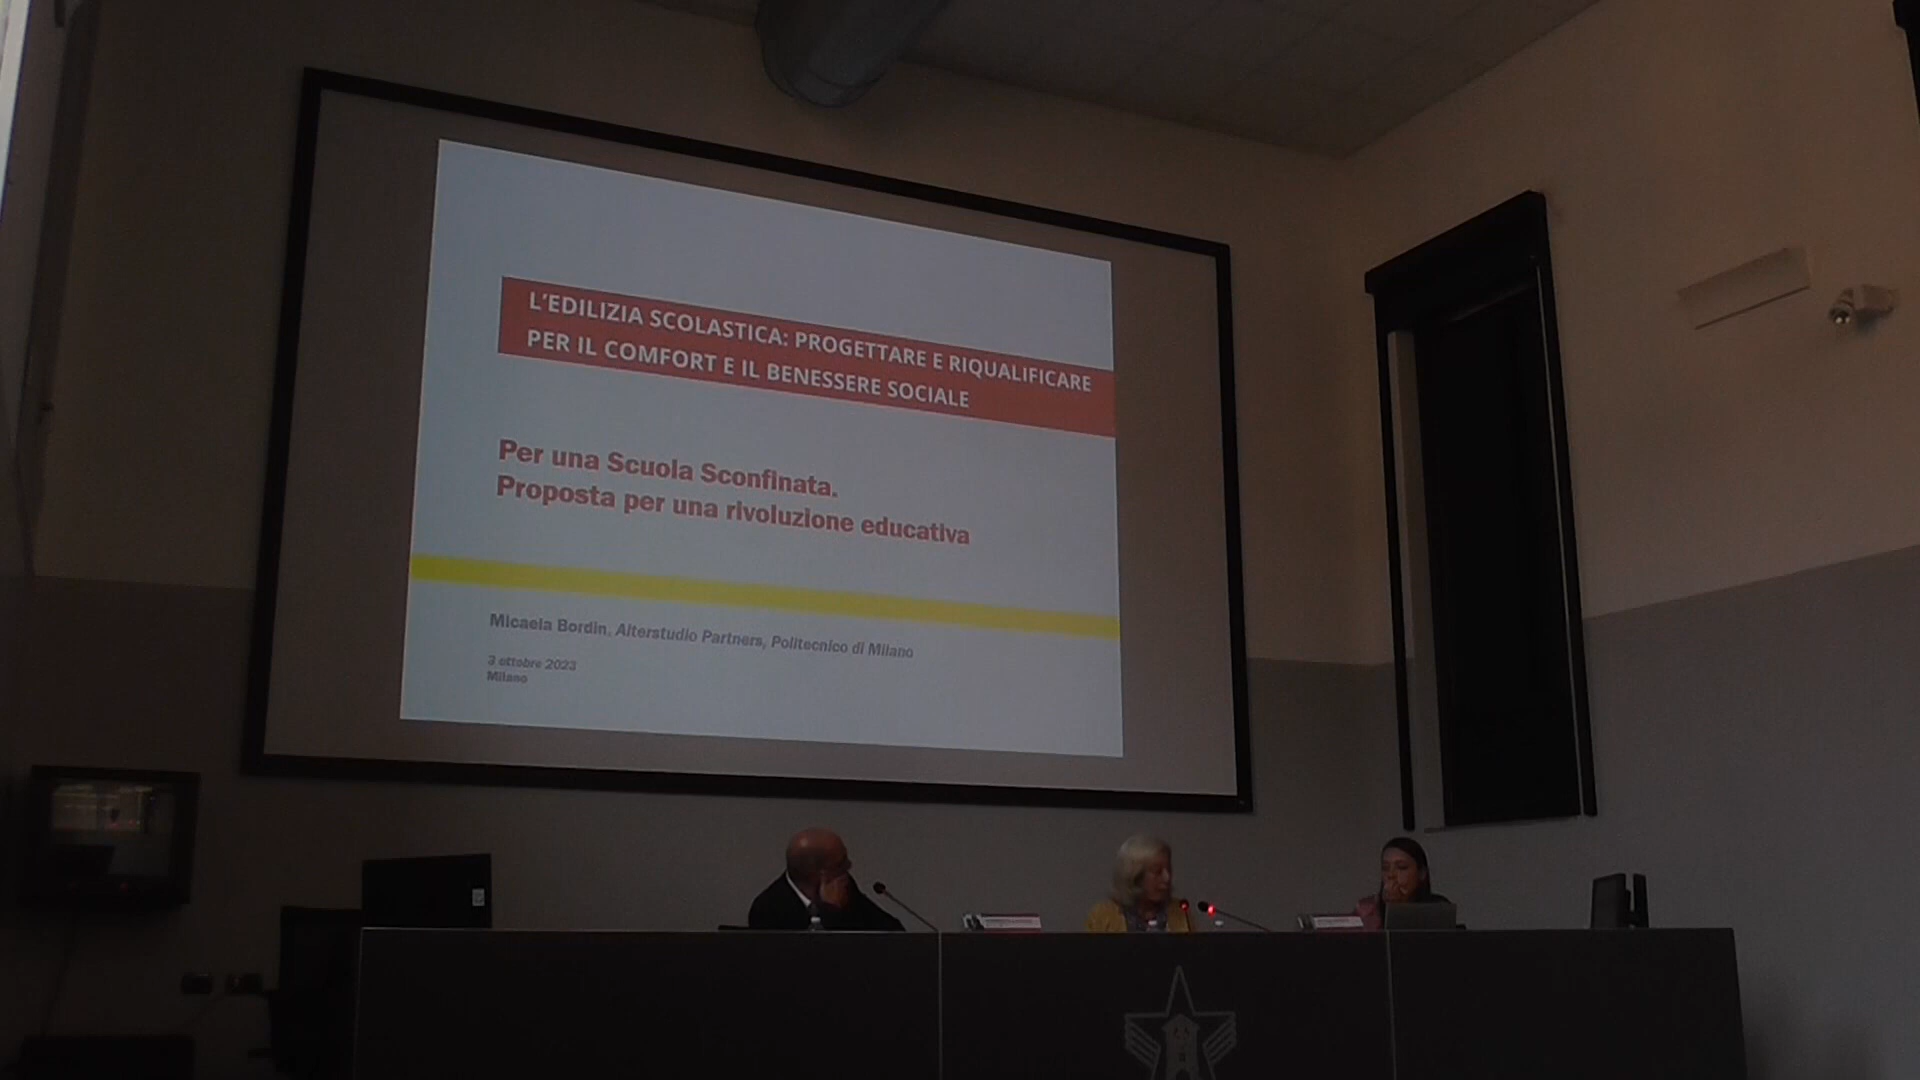 L'EDILIZIA SCOLASTICA: PROGETTARE E RIQUALIFICARE
PER IL COMFORT E IL BENESSERE SOCIALE
Per una Scuola Sconfinata.
Proposta per una rivoluzione educativa
Micaela Bordin, Alterstudio Partners, Politecnico di Milano
3 ottobre 2023
Milano